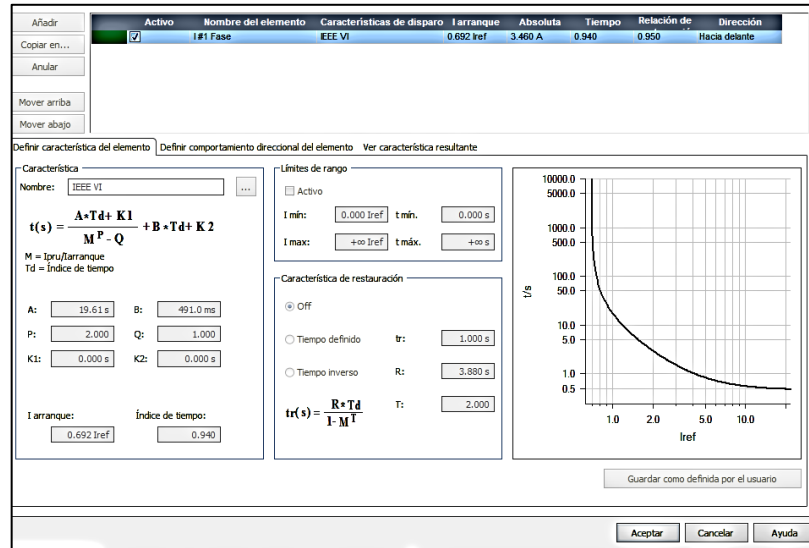 Añadir
Copiar en...
Anular
Mover arriba
Mover abajo
Activo Nombre del elemento Características de disparo I arranque Absoluta Tiempo Relación de Dirección
I #1 Fase IEEE VI 0.692 Iref 3.460 A 0.940 0.950 Hacia delante
Definir característica del elemento Definir comportamiento direccional del elemento Ver característica resultante
Característica
Nombre: IEEE VI ...
t(s) = A*Td+ K1 / M^P - Q + B*Td+ K2
M = Ipru/Iarranque
Td = Índice de tiempo
A: 19.61 s B: 491.0 ms
P: 2.000 Q: 1.000
K1: 0.000 s K2: 0.000 s
I arranque: Índice de tiempo:
0.692 Iref 0.940
Límites de rango
Activo
I mín: 0.000 Iref t mín. 0.000 s
I max: +∞ Iref t máx. +∞ s
Característica de restauración
Off
Tiempo definido tr: 1.000 s
Tiempo inverso R: 3.880 s
tr(s) = R*Td / 1-M^T T: 2.000
10000.0
5000.0
1000.0
500.0
100.0
50.0
10.0
5.0
1.0
0.5
t/s
1.0 2.0 5.0 10.0
Iref
Guardar como definida por el usuario
Aceptar Cancelar Ayuda